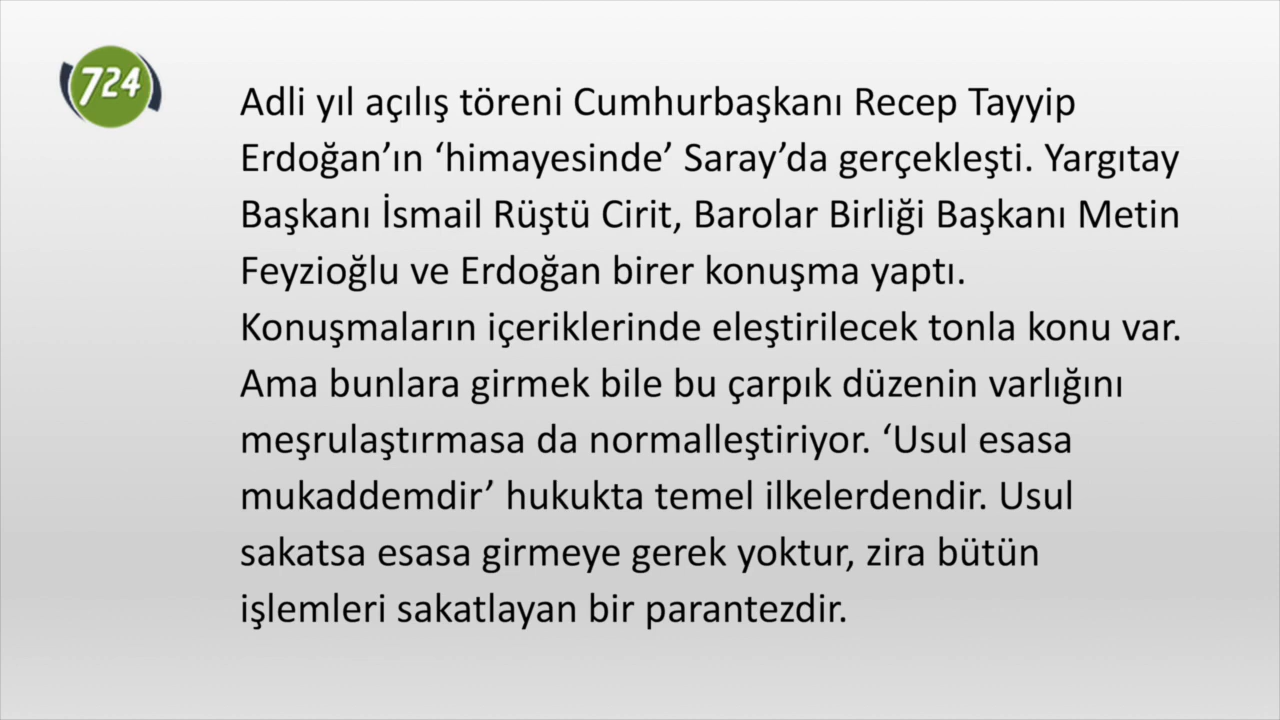 724
Adli yıl açılış töreni Cumhurbaşkanı Recep Tayyip
Erdoğan’ın ‘himayesinde’ Saray’da gerçekleşti. Yargıtay
Başkanı İsmail Rüştü Cirit, Barolar Birliği Başkanı Metin
Feyzioğlu ve Erdoğan birer konuşma yaptı.
Konuşmaların içeriklerinde eleştirilecek tonla konu var.
Ama bunlara girmek bile bu çarpık düzenin varlığını
meşrulaştırmasa da normalleştiriyor. ‘Usul esasa
mukaddemdir’ hukukta temel ilkelerdendir. Usul
sakatsa esasa girmeye gerek yoktur, zira bütün
işlemleri sakatlayan bir parantezdir.